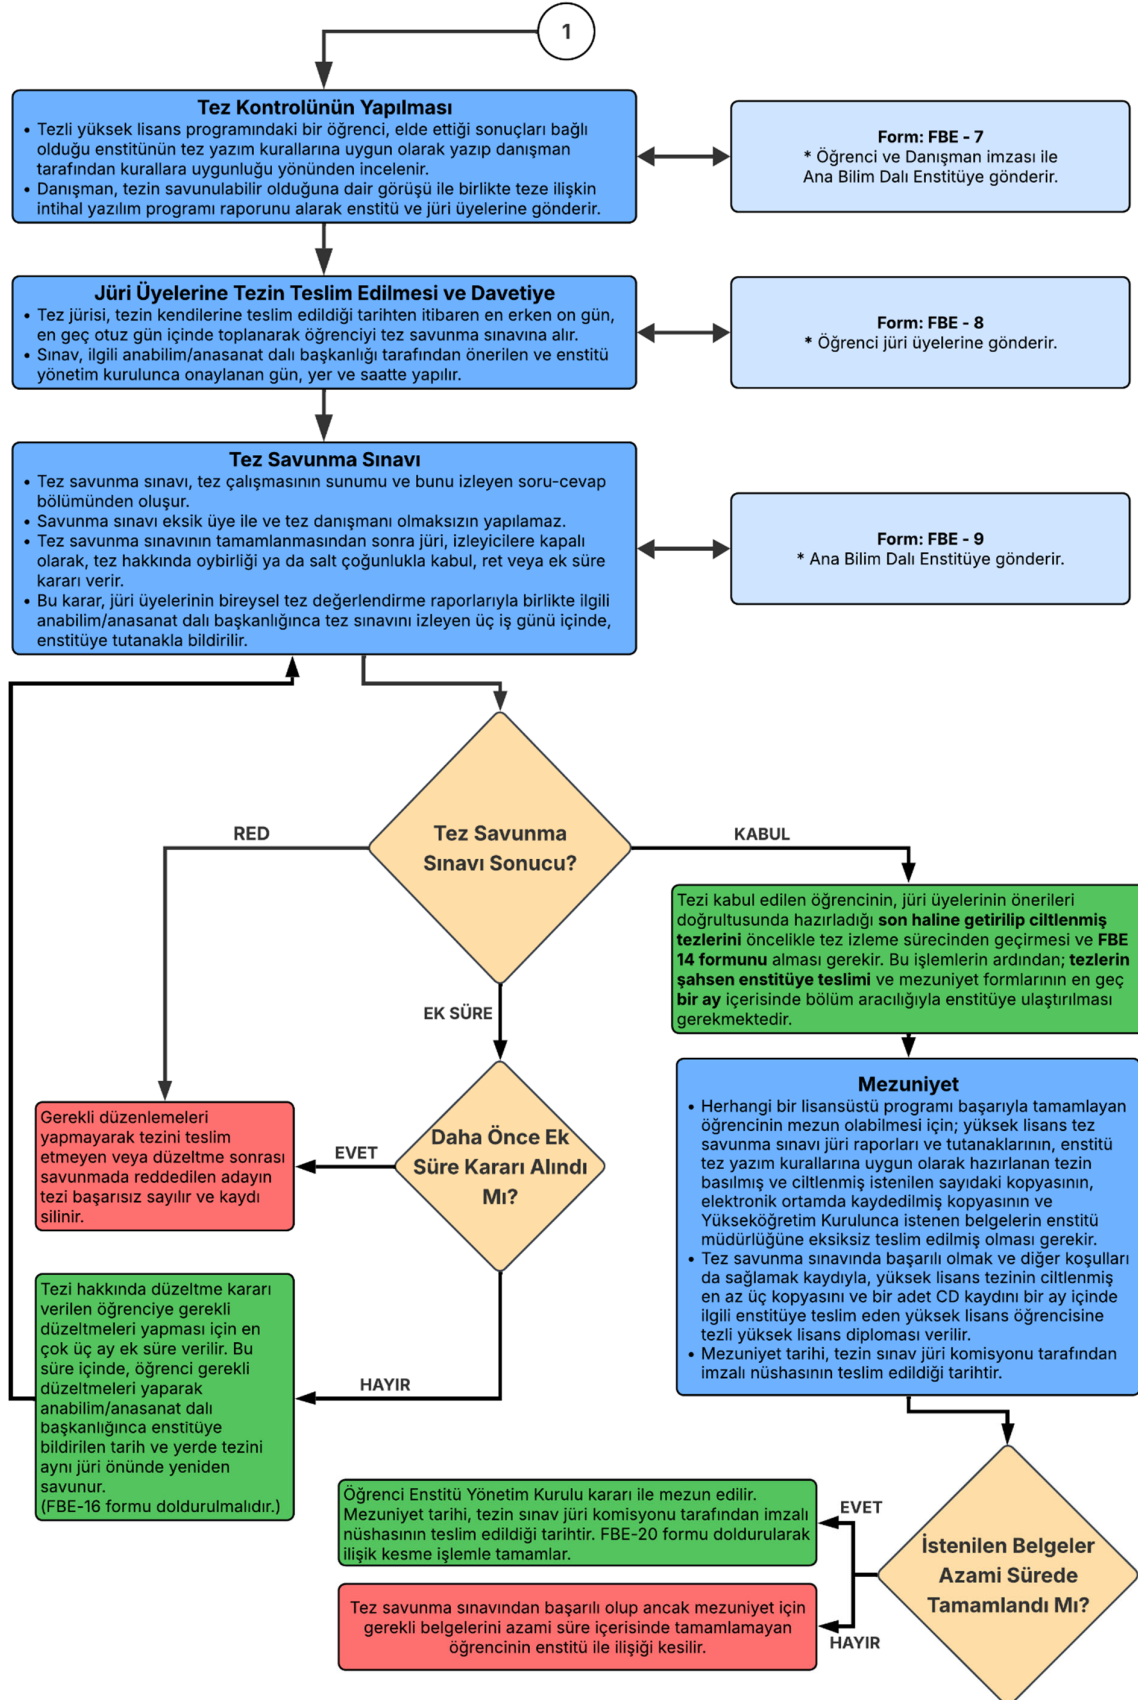 1
Tez Kontrolünün Yapılması
• Tezli yüksek lisans programındaki bir öğrenci, elde ettiği sonuçları bağlı
olduğu enstitünün tez yazım kurallarına uygun olarak yazıp danışman
tarafından kurallara uygunluğu yönünden incelenir.
• Danışman, tezin savunulabilir olduğuna dair görüşü ile birlikte teze ilişkin
intihal yazılım programı raporunu alarak enstitü ve jüri üyelerine gönderir.
Form: FBE - 7
* Öğrenci ve Danışman imzası ile
Ana Bilim Dalı Enstitüye gönderir.
Jüri Üyelerine Tezin Teslim Edilmesi ve Davetiye
• Tez jürisi, tezin kendilerine teslim edildiği tarihten itibaren en erken on gün,
en geç otuz gün içinde toplanarak öğrenciyi tez savunma sınavına alır.
• Sınav, ilgili anabilim/anasanat dalı başkanlığı tarafından önerilen ve enstitü
yönetim kurulunca onaylanan gün, yer ve saatte yapılır.
Form: FBE - 8
* Öğrenci jüri üyelerine gönderir.
Tez Savunma Sınavı
• Tez savunma sınavı, tez çalışmasının sunumu ve bunu izleyen soru-cevap
bölümünden oluşur.
• Savunma sınavı eksik üye ile ve tez danışmanı olmaksızın yapılamaz.
• Tez savunma sınavının tamamlanmasından sonra jüri, izleyicilere kapalı
olarak, tez hakkında oybirliği ya da salt çoğunlukla kabul, ret veya ek süre
kararı verir.
• Bu karar, jüri üyelerinin bireysel tez değerlendirme raporlarıyla birlikte ilgili
anabilim/anasanat dalı başkanlığınca tez sınavını izleyen üç iş günü içinde,
enstitüye tutanakla bildirilir.
Form: FBE - 9
* Ana Bilim Dalı Enstitüye gönderir.
Tez Savunma
Sınavı Sonucu?
RED
KABUL
EK SÜRE
Tezi kabul edilen öğrencinin, jüri üyelerinin önerileri
doğrultusunda hazırladığı son haline getirilip ciltlenmiş
tezlerini öncelikle tez izleme sürecinden geçirmesi ve FBE
14 formunu alması gerekir. Bu işlemlerin ardından; tezlerin
şahsen enstitüye teslimi ve mezuniyet formlarının en geç
bir ay içerisinde bölüm aracılığıyla enstitüye ulaştırılması
gerekmektedir.
Daha Önce Ek
Süre Kararı Alındı
Mı?
EVET
Gerekli düzenlemeleri
yapmayarak tezini teslim
etmeyen veya düzeltme sonrası
savunmada reddedilen adayın
tezi başarısız sayılır ve kaydı
silinir.
HAYIR
Tezi hakkında düzeltme kararı
verilen öğrenciye gerekli
düzeltmeleri yapması için en
çok üç ay ek süre verilir. Bu
süre içinde, öğrenci gerekli
düzeltmeleri yaparak
anabilim/anasanat dalı
başkanlığınca enstitüye
bildirilen tarih ve yerde tezini
aynı jüri önünde yeniden
savunur.
(FBE-16 formu doldurulmalıdır.)
Mezuniyet
• Herhangi bir lisansüstü programı başarıyla tamamlayan
öğrencinin mezun olabilmesi için; yüksek lisans tez
savunma sınavı jüri raporları ve tutanaklarının, enstitü
tez yazım kurallarına uygun olarak hazırlanan tezin
basılmış ve ciltlenmiş istenilen sayıdaki kopyasının,
elektronik ortamda kaydedilmiş kopyasının ve
Yükseköğretim Kurulunca istenen belgelerin enstitü
müdürlüğüne eksiksiz teslim edilmiş olması gerekir.
• Tez savunma sınavında başarılı olmak ve diğer koşulları
da sağlamak kaydıyla, yüksek lisans tezinin ciltlenmiş
en az üç kopyasını ve bir adet CD kaydını bir ay içinde
ilgili enstitüye teslim eden yüksek lisans öğrencisine
tezli yüksek lisans diploması verilir.
• Mezuniyet tarihi, tezin sınav jüri komisyonu tarafından
imzalı nüshasının teslim edildiği tarihtir.
İstenilen Belgeler
Azami Sürede
Tamamlandı Mı?
EVET
Öğrenci Enstitü Yönetim Kurulu kararı ile mezun edilir.
Mezuniyet tarihi, tezin sınav jüri komisyonu tarafından imzalı
nüshasının teslim edildiği tarihtir. FBE-20 formu doldurularak
ilişik kesme işlemle tamamlar.
HAYIR
Tez savunma sınavından başarılı olup ancak mezuniyet için
gerekli belgelerini azami süre içerisinde tamamlamayan
öğrencinin enstitü ile ilişiği kesilir.